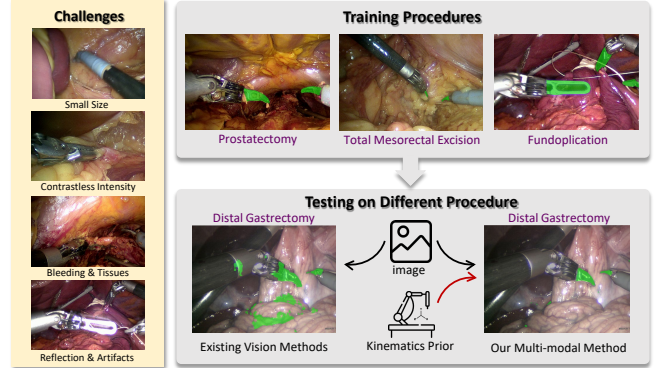 Challenges
Small Size
Contrastless Intensity
Bleeding & Tissues
Reflection & Artifacts
Training Procedures
Prostatectomy
Total Mesorectal Excision
Fundoplication
Testing on Different Procedure
Distal Gastrectomy
image
Kinematics Prior
Distal Gastrectomy
Existing Vision Methods
Our Multi-modal Method